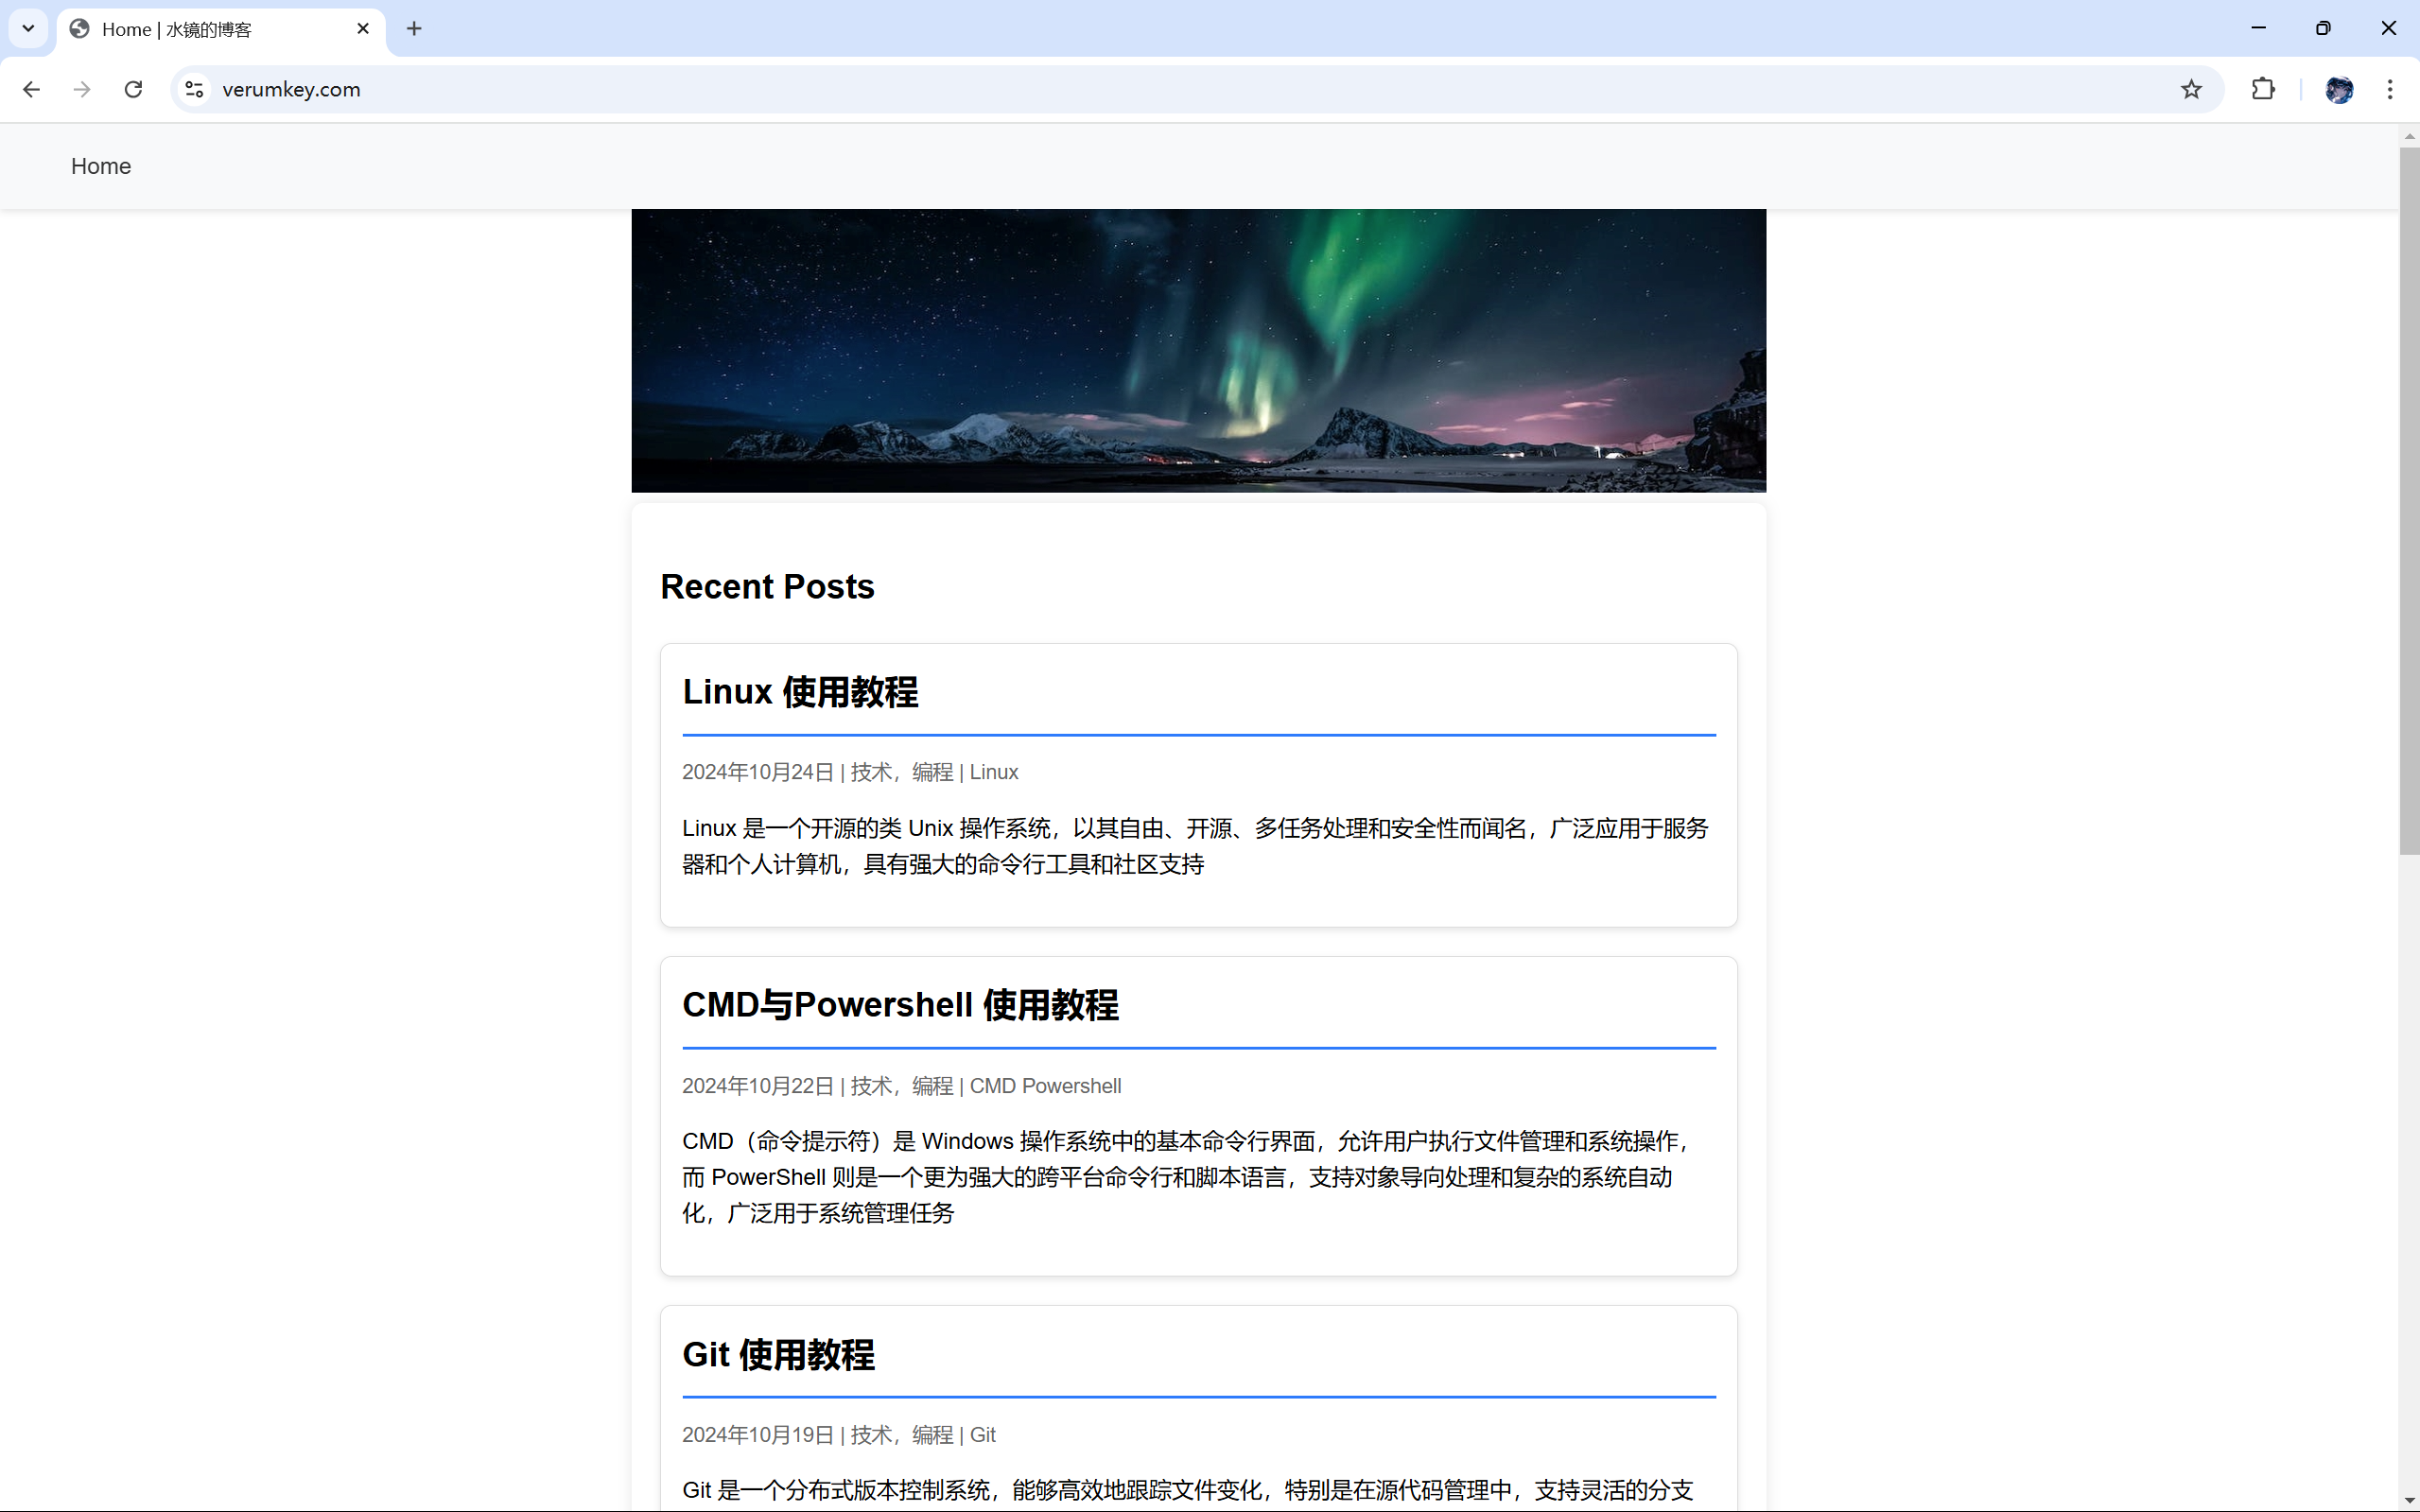 Home | 水镜的博客
verumkey.com
Home
Recent Posts
Linux 使用教程
2024年10月24日 | 技术，编程 | Linux
Linux 是一个开源的类 Unix 操作系统，以其自由、开源、多任务处理和安全性而闻名，广泛应用于服务
器和个人计算机，具有强大的命令行工具和社区支持
CMD与Powershell 使用教程
2024年10月22日 | 技术，编程 | CMD Powershell
CMD（命令提示符）是 Windows 操作系统中的基本命令行界面，允许用户执行文件管理和系统操作，
而 PowerShell 则是一个更为强大的跨平台命令行和脚本语言，支持对象导向处理和复杂的系统自动
化，广泛用于系统管理任务
Git 使用教程
2024年10月19日 | 技术，编程 | Git
Git 是一个分布式版本控制系统，能够高效地跟踪文件变化，特别是在源代码管理中，支持灵活的分支